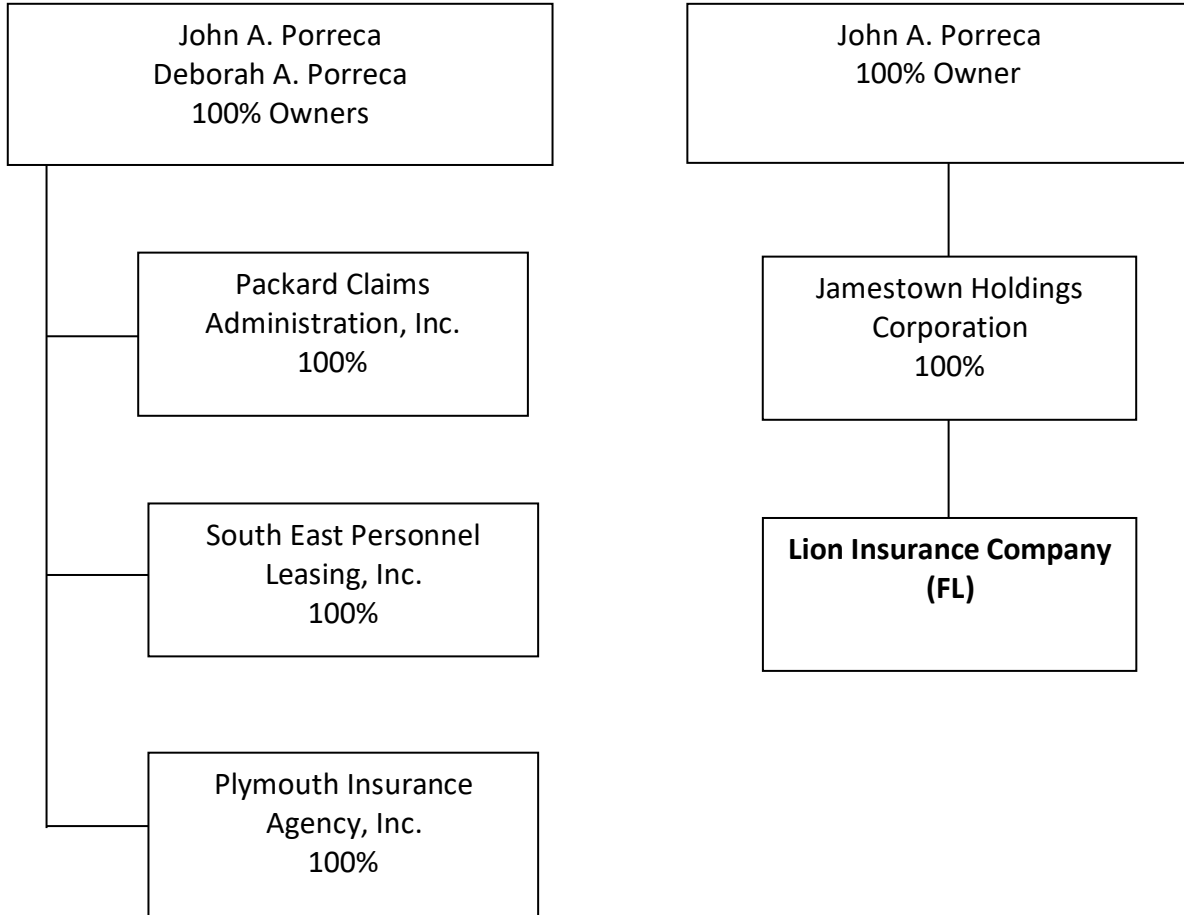 John A. Porreca
Deborah A. Porreca
100% Owners
Packard Claims
Administration, Inc.
100%
South East Personnel
Leasing, Inc.
100%
Plymouth Insurance
Agency, Inc.
100%
John A. Porreca
100% Owner
Jamestown Holdings
Corporation
100%
Lion Insurance Company
(FL)